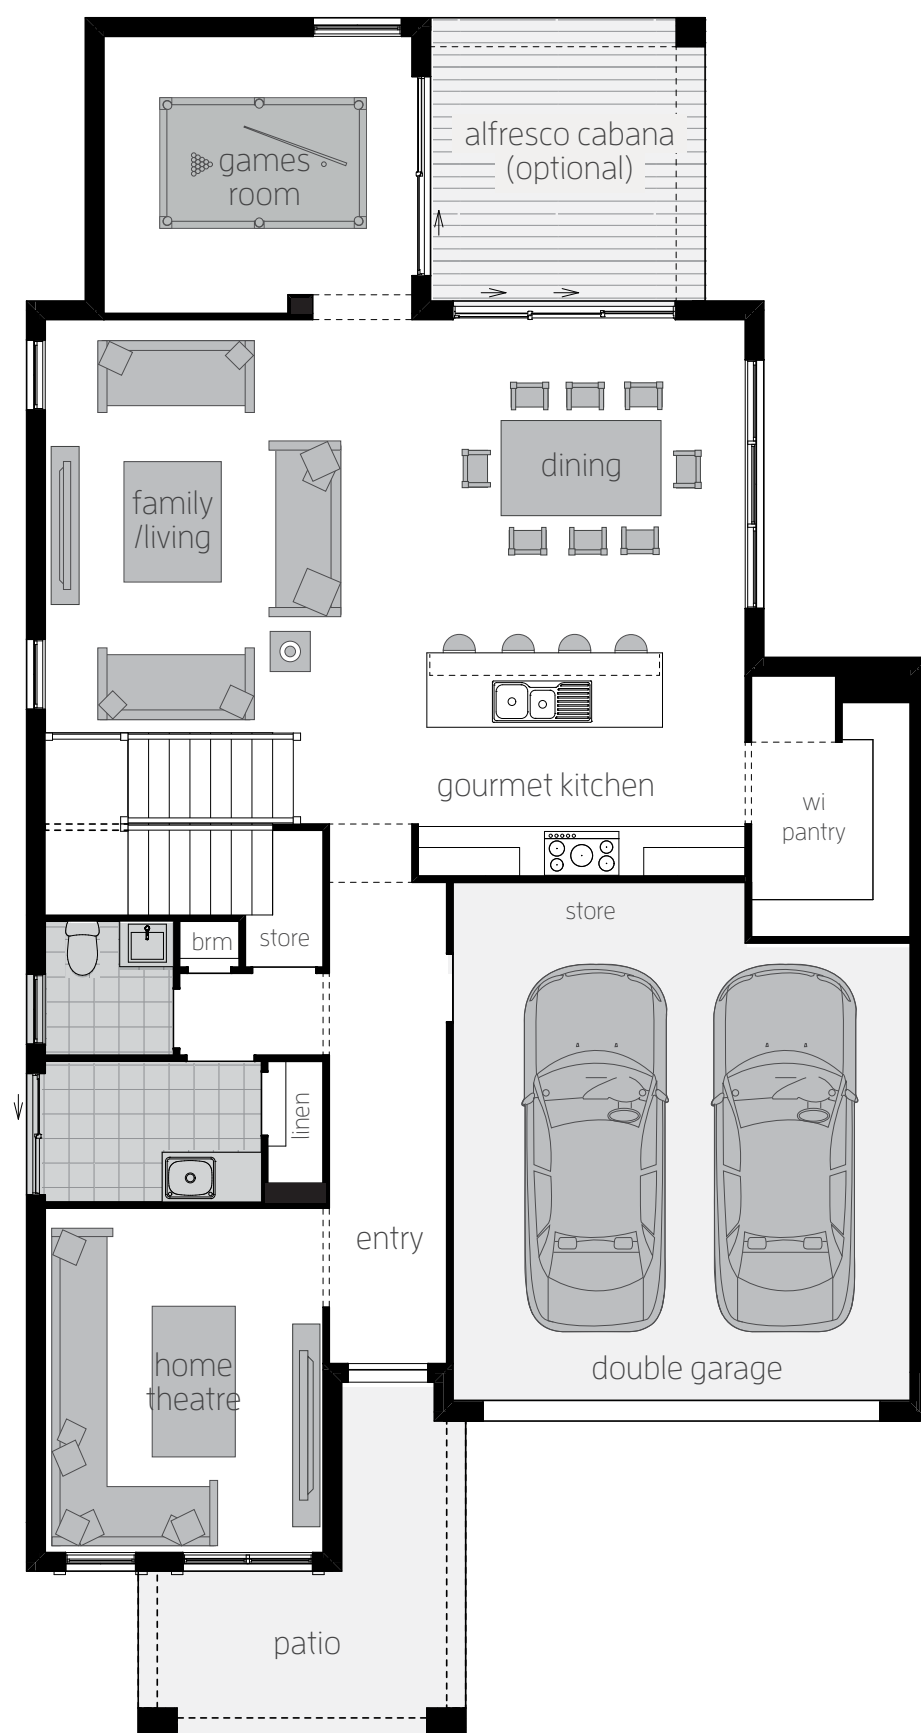 alfresco cabana
(optional)
games
room
dining
family
/living
gourmet kitchen
wi
pantry
store
brm
store
linen
entry
home
theatre
double garage
patio